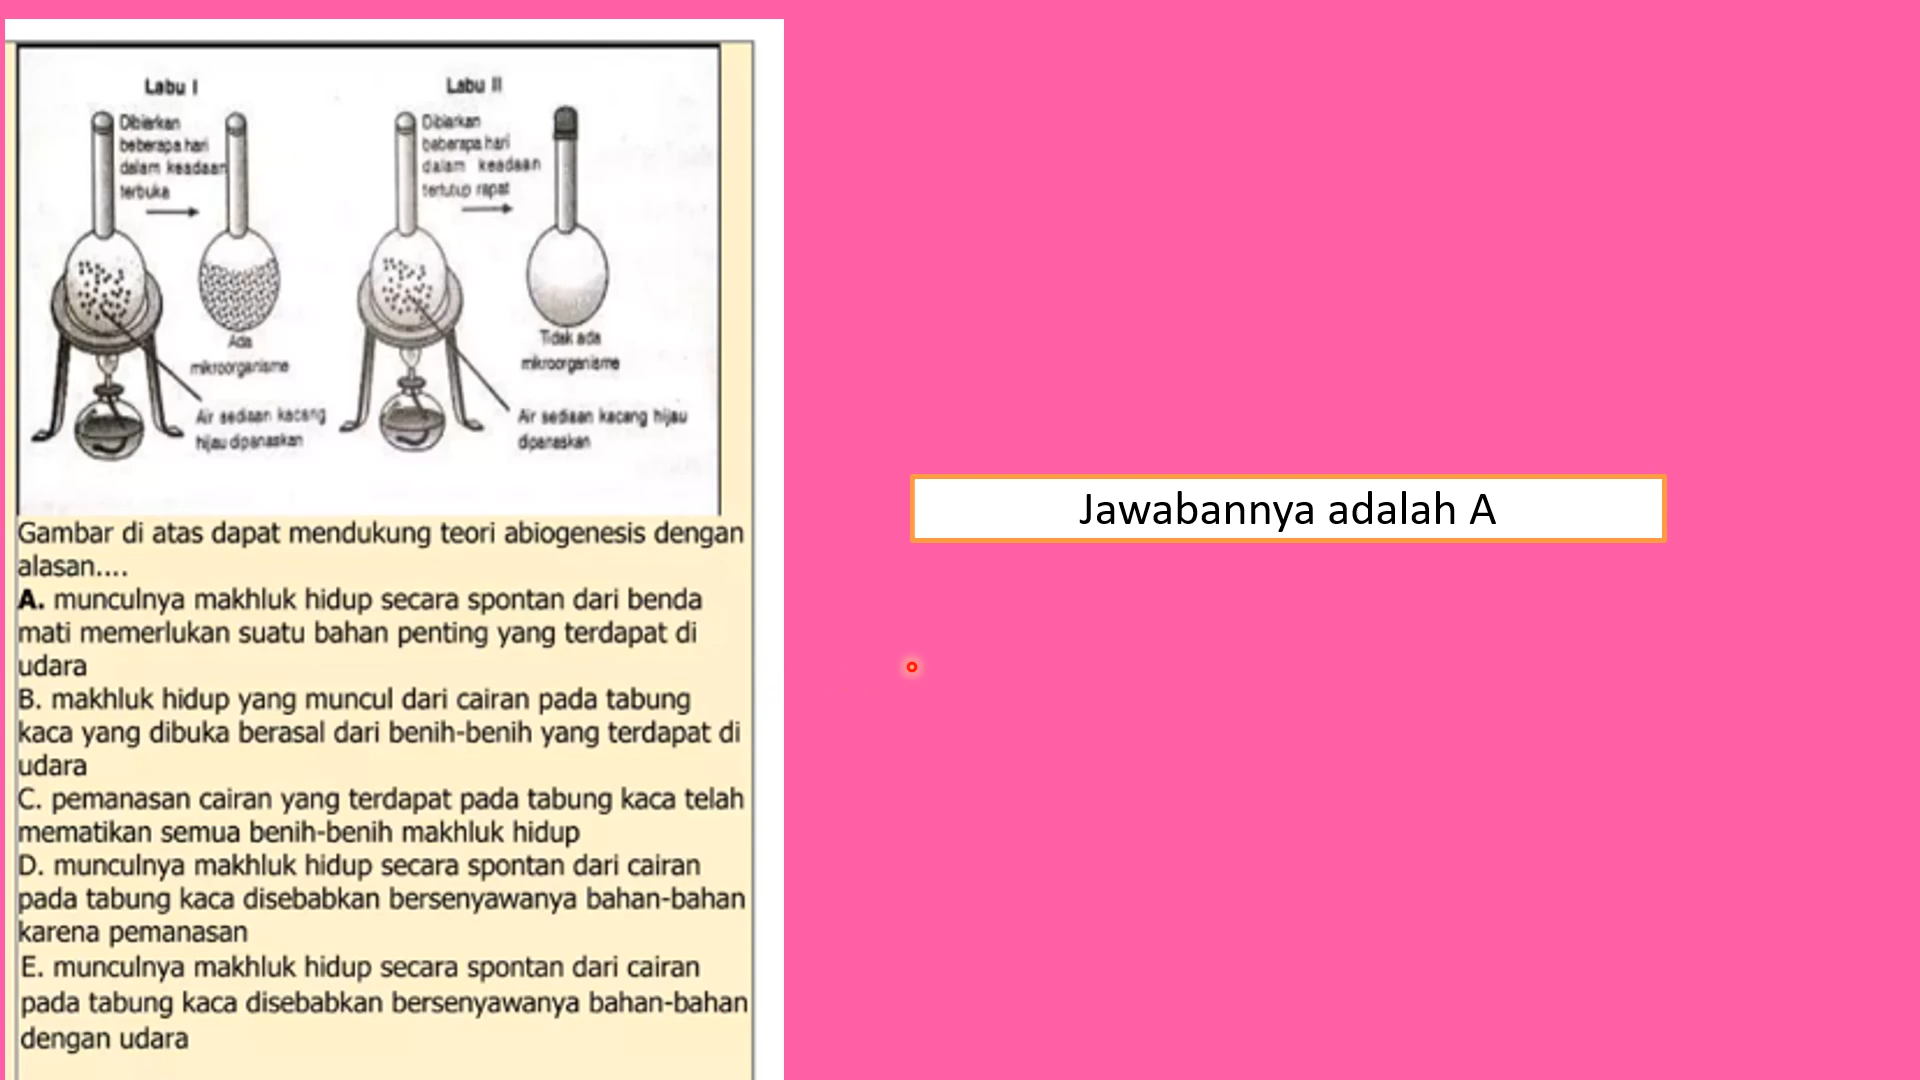 Labu I
Dibiarkan
beberapa hari
dalam keadaan
terbuka
Ada
mikroorganisme
Air sediaan kacang
hijau dipanaskan
Labu II
Dibiarkan
beberapa hari
dalam keadaan
tertutup rapat
Tidak ada
mikroorganisme
Air sediaan kacang hijau
dipanaskan
Gambar di atas dapat mendukung teori abiogenesis dengan
alasan....
A. munculnya makhluk hidup secara spontan dari benda
mati memerlukan suatu bahan penting yang terdapat di
udara
B. makhluk hidup yang muncul dari cairan pada tabung
kaca yang dibuka berasal dari benih-benih yang terdapat di
udara
C. pemanasan cairan yang terdapat pada tabung kaca telah
mematikan semua benih-benih makhluk hidup
D. munculnya makhluk hidup secara spontan dari cairan
pada tabung kaca disebabkan bersenyawanya bahan-bahan
karena pemanasan
E. munculnya makhluk hidup secara spontan dari cairan
pada tabung kaca disebabkan bersenyawanya bahan-bahan
dengan udara
Jawabannya adalah A